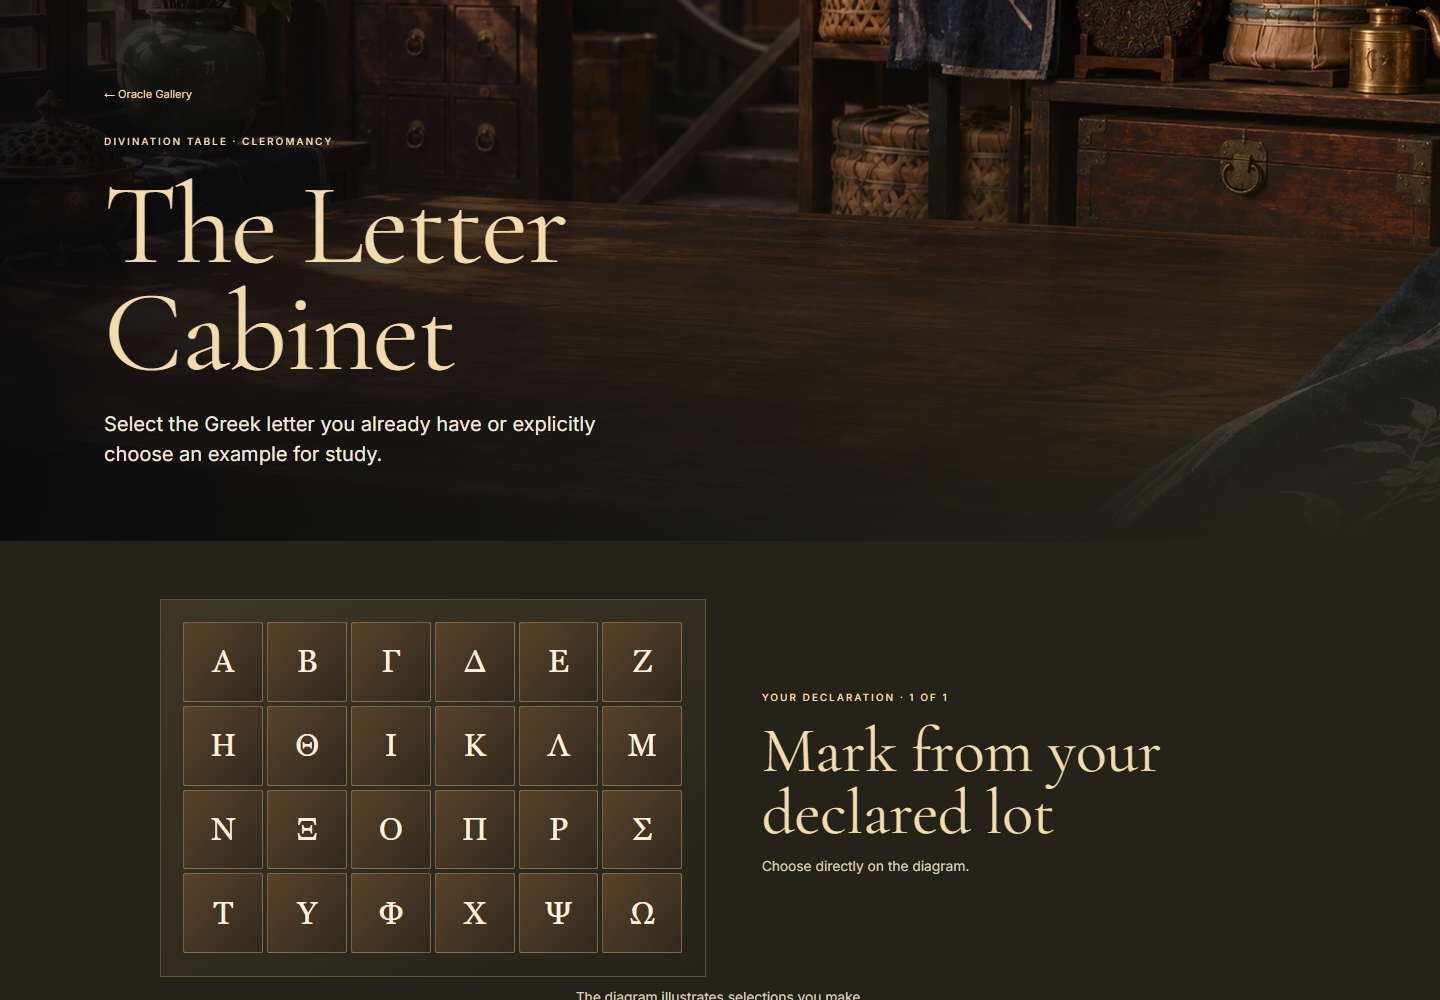 ← Oracle Gallery
DIVINATION TABLE · CLEROMANCY
The Letter
Cabinet
Select the Greek letter you already have or explicitly
choose an example for study.
Α Β Γ Δ Ε Ζ
Η Θ Ι Κ Λ Μ
Ν Ξ Ο Π Ρ Σ
Τ Υ Φ Χ Ψ Ω
YOUR DECLARATION · 1 OF 1
Mark from your
declared lot
Choose directly on the diagram.
The diagram illustrates selections you make